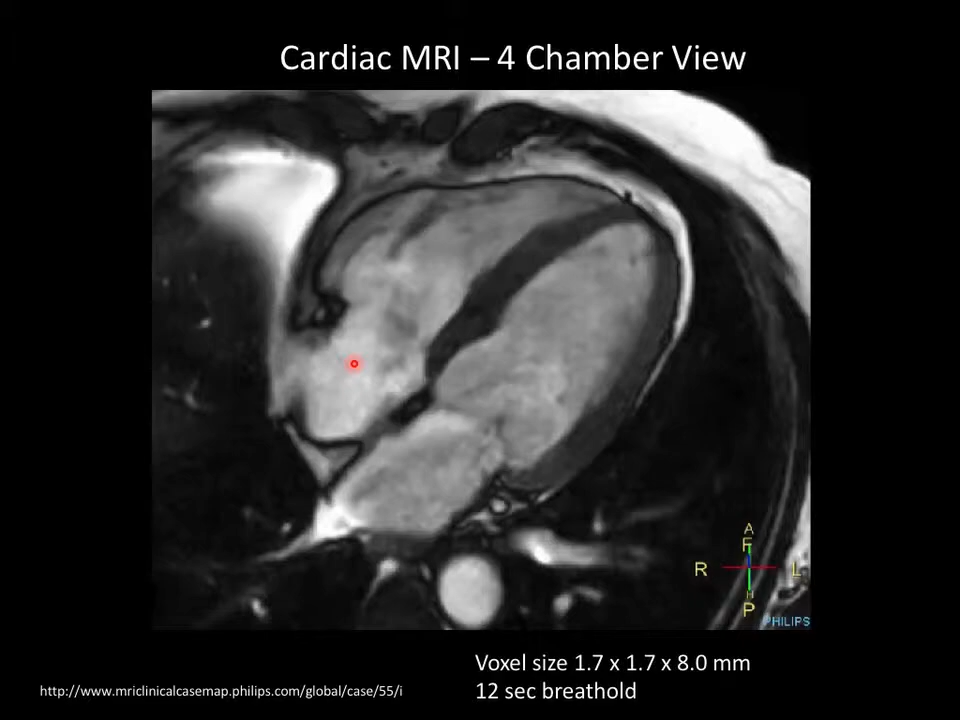 Cardiac MRI – 4 Chamber View
A
F
R
L
H
P
PHILIPS
Voxel size 1.7 x 1.7 x 8.0 mm
http://www.mriclinicalcasemap.philips.com/global/case/55/i
12 sec breathold